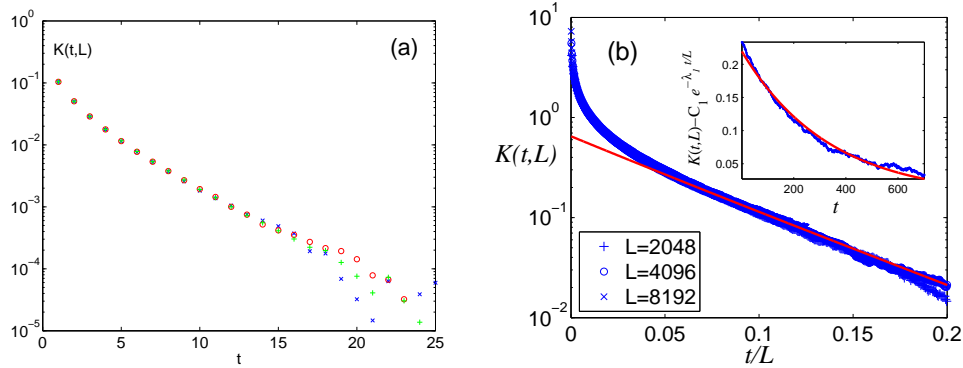 10^0
10^-1
10^-2
10^-3
10^-4
10^-5
K(t,L)
(a)
0 5 10 15 20 25
t
10^1
10^0
10^-1
10^-2
K(t,L)
(b)
L=2048
L=4096
L=8192
0 0.05 0.1 0.15 0.2
t/L
K(t,L)−C_1 e^{−λ_1 t/L}
0.2
0.15
0.1
0.05
200 400 600
t